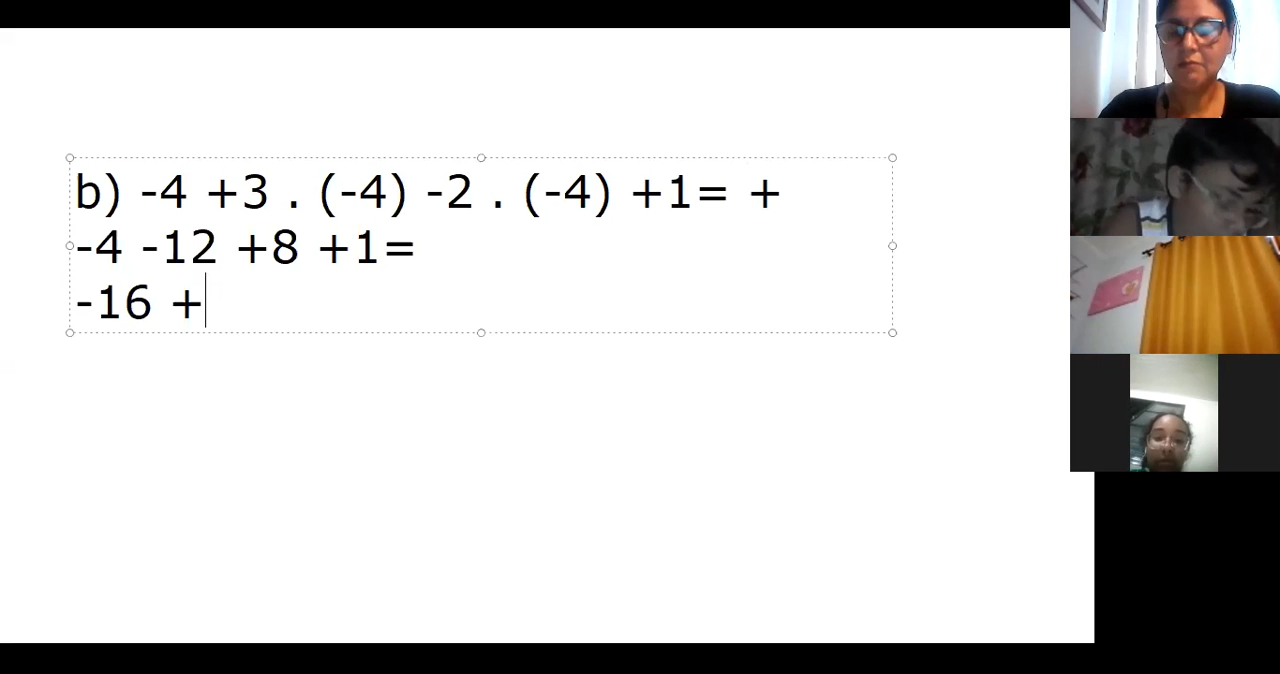 b) -4 +3 . (-4) -2 . (-4) +1= +
-4 -12 +8 +1=
-16 +